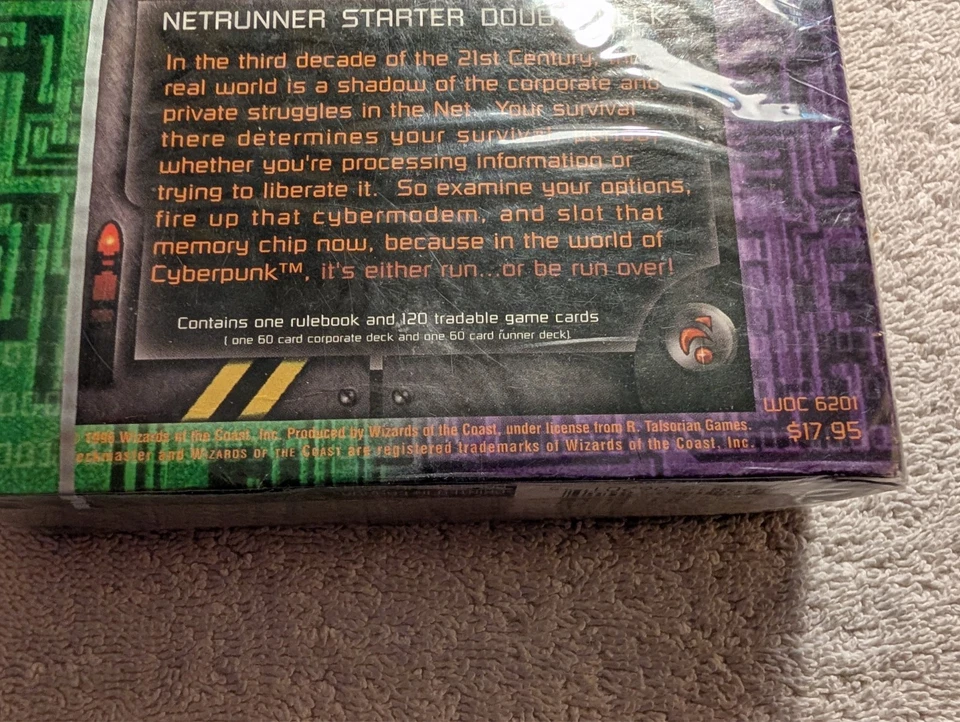 NETRUNNER STARTER DOUBLE DECK
In the third decade of the 21st Century, the
real world is a shadow of the corporate and
private struggles in the Net. Your survival
there determines your survival
whether you're processing information or
trying to liberate it. So examine your options,
fire up that cybermodem, and slot that
memory chip now, because in the world of
Cyberpunk™, it's either run...or be run over!
Contains one rulebook and 120 tradable game cards
( one 60 card corporate deck and one 60 card runner deck).
WOC 6201
$17.95
1996 Wizards of the Coast, Inc. Produced by Wizards of the Coast, under license from R. Talsorian Games.
eckmaster and WIZARDS OF THE COAST are registered trademarks of Wizards of the Coast, Inc.